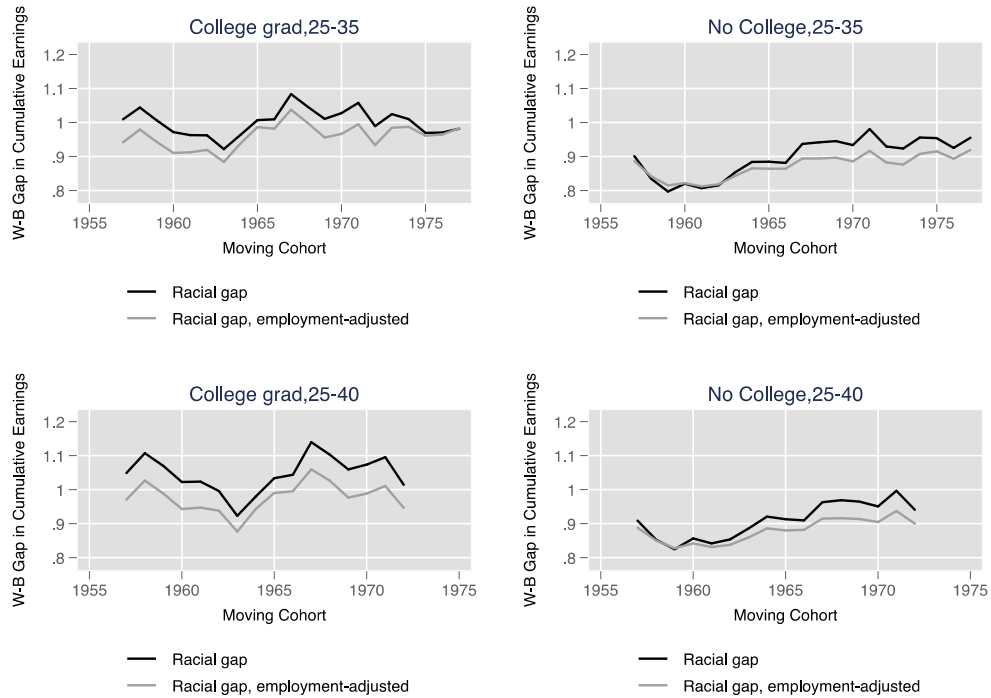 College grad,25-35
W-B Gap in Cumulative Earnings
1.2
1.1
1
.9
.8
1955 1960 1965 1970 1975
Moving Cohort
Racial gap
Racial gap, employment-adjusted
No College,25-35
W-B Gap in Cumulative Earnings
1.2
1.1
1
.9
.8
1955 1960 1965 1970 1975
Moving Cohort
Racial gap
Racial gap, employment-adjusted
College grad,25-40
W-B Gap in Cumulative Earnings
1.2
1.1
1
.9
.8
1955 1960 1965 1970 1975
Moving Cohort
Racial gap
Racial gap, employment-adjusted
No College,25-40
W-B Gap in Cumulative Earnings
1.2
1.1
1
.9
.8
1955 1960 1965 1970 1975
Moving Cohort
Racial gap
Racial gap, employment-adjusted